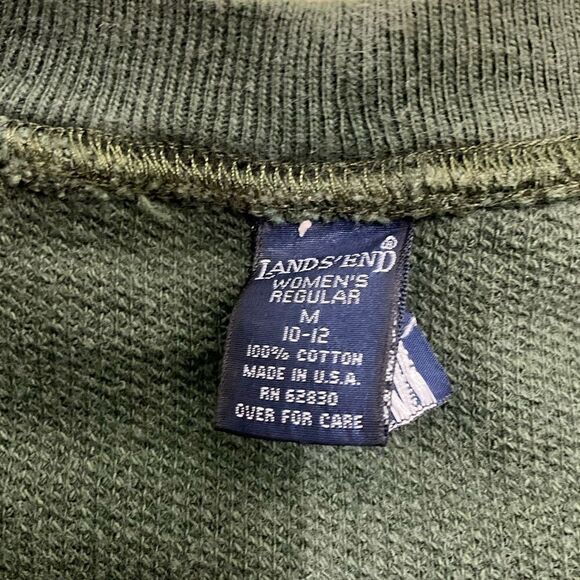 LANDS' END®
WOMEN'S
REGULAR
M
10-12
100% COTTON
MADE IN U.S.A.
RN 62830
OVER FOR CARE